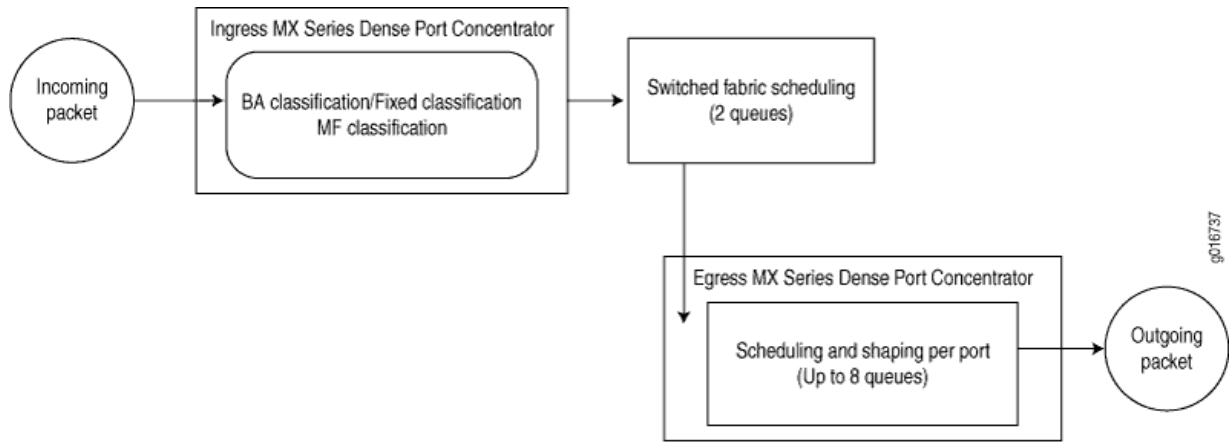 Ingress MX Series Dense Port Concentrator
Incoming
packet
BA classification/Fixed classification
MF classification
Switched fabric scheduling
(2 queues)
g016737
Egress MX Series Dense Port Concentrator
Scheduling and shaping per port
(Up to 8 queues)
Outgoing
packet